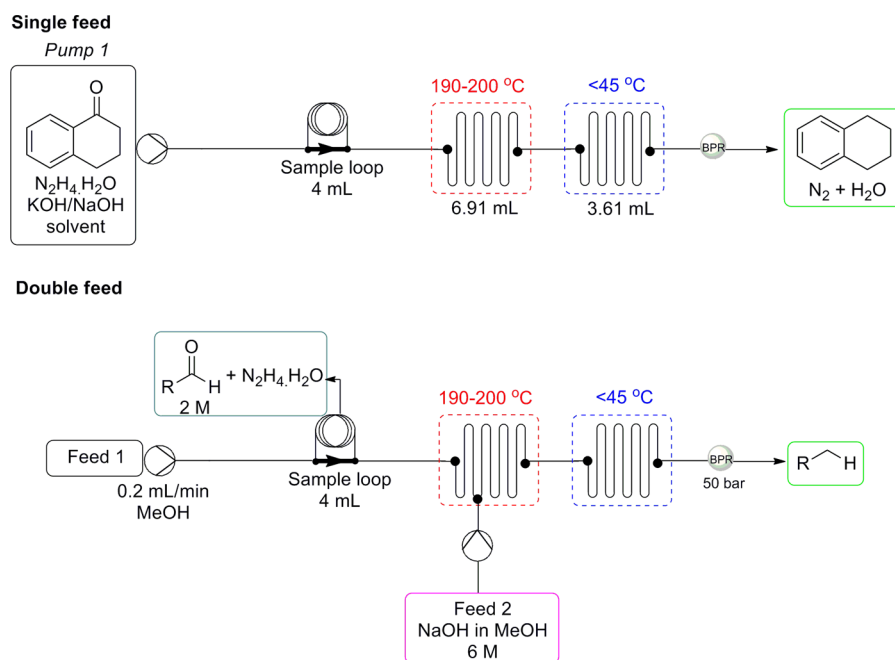 Single feed
Pump 1
O
N₂H₄.H₂O
KOH/NaOH
solvent
Sample loop
4 mL
190-200 °C
6.91 mL
<45 °C
3.61 mL
BPR
N₂ + H₂O
Double feed
O
R H + N₂H₄.H₂O
2 M
Feed 1
0.2 mL/min
MeOH
Sample loop
4 mL
190-200 °C
<45 °C
BPR
50 bar
R H
Feed 2
NaOH in MeOH
6 M